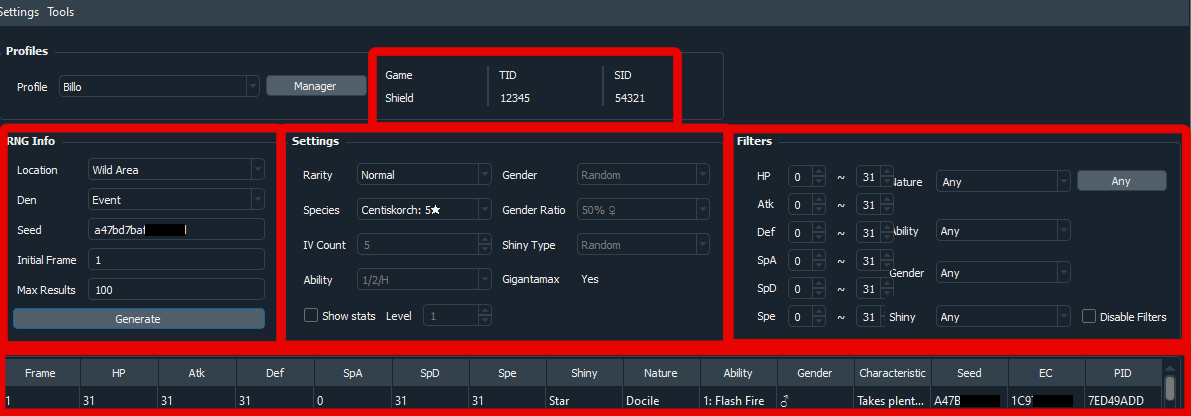 Settings Tools
Profiles
Profile Billo Manager
Game TID SID
Shield 12345 54321
RNG Info
Location Wild Area
Den Event
Seed a47bd7baf
Initial Frame 1
Max Results 100
Generate
Settings
Rarity Normal Gender Random
Species Centiskorch: 5★ Gender Ratio 50% ♀
IV Count 5 Shiny Type Random
Ability 1/2/H Gigantamax Yes
Show stats Level 1
Filters
HP 0 ~ 31 Nature Any Any
Atk 0 ~ 31
Def 0 ~ 31 Ability Any
SpA 0 ~ 31 Gender Any
SpD 0 ~ 31
Spe 0 ~ 31 Shiny Any Disable Filters
Frame HP Atk Def SpA SpD Spe Shiny Nature Ability Gender Characteristic Seed EC PID
1 31 31 31 0 31 31 Star Docile 1: Flash Fire ♂ Takes plent... A47B 1C9 7ED49ADD